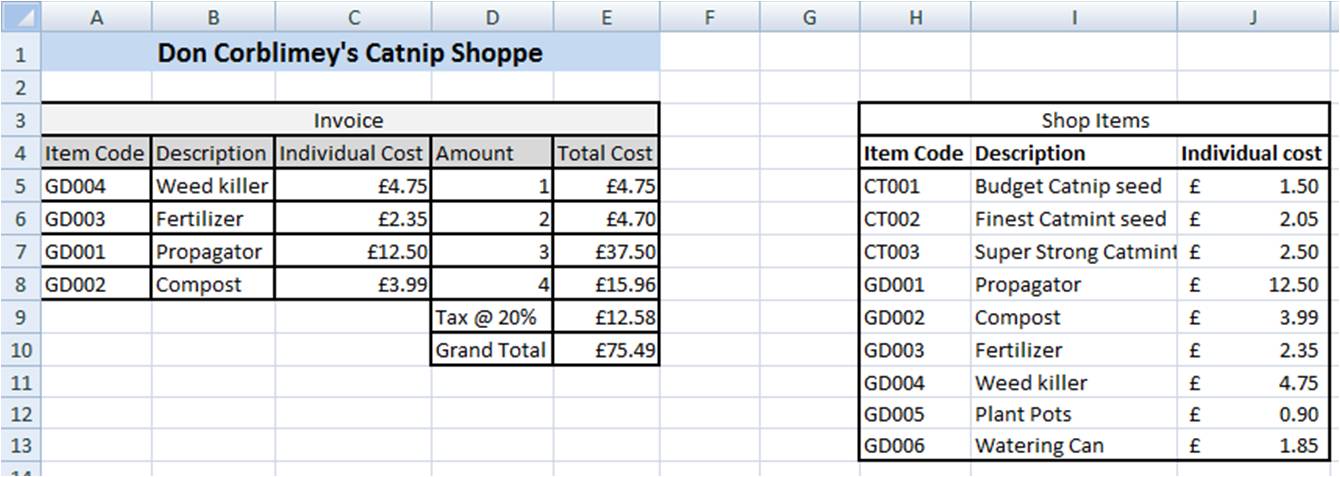 A B C D E F G H I J
1 Don Corblimey's Catnip Shoppe
2
3 Invoice Shop Items
4 Item Code Description Individual Cost Amount Total Cost Item Code Description Individual cost
5 GD004 Weed killer £4.75 1 £4.75 CT001 Budget Catnip seed £ 1.50
6 GD003 Fertilizer £2.35 2 £4.70 CT002 Finest Catmint seed £ 2.05
7 GD001 Propagator £12.50 3 £37.50 CT003 Super Strong Catmint £ 2.50
8 GD002 Compost £3.99 4 £15.96 GD001 Propagator £ 12.50
9 Tax @ 20% £12.58 GD002 Compost £ 3.99
10 Grand Total £75.49 GD003 Fertilizer £ 2.35
11 GD004 Weed killer £ 4.75
12 GD005 Plant Pots £ 0.90
13 GD006 Watering Can £ 1.85